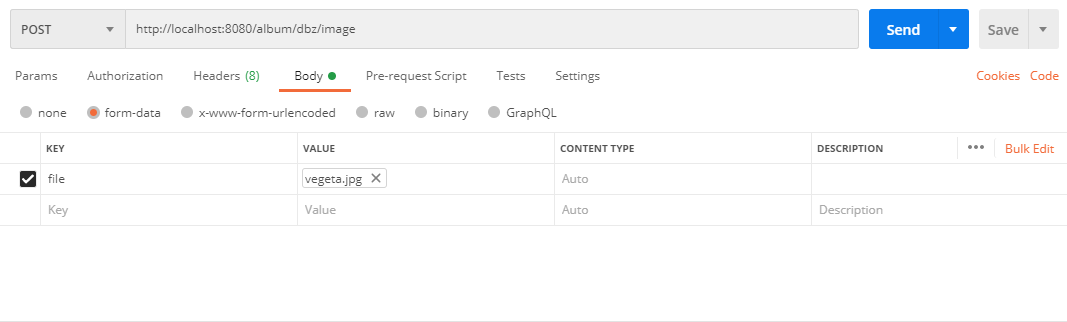 POST http://localhost:8080/album/dbz/image Send Save
Params Authorization Headers (8) Body Pre-request Script Tests Settings Cookies Code
none form-data x-www-form-urlencoded raw binary GraphQL
KEY VALUE CONTENT TYPE DESCRIPTION ••• Bulk Edit
file vegeta.jpg Auto
Key Value Auto Description